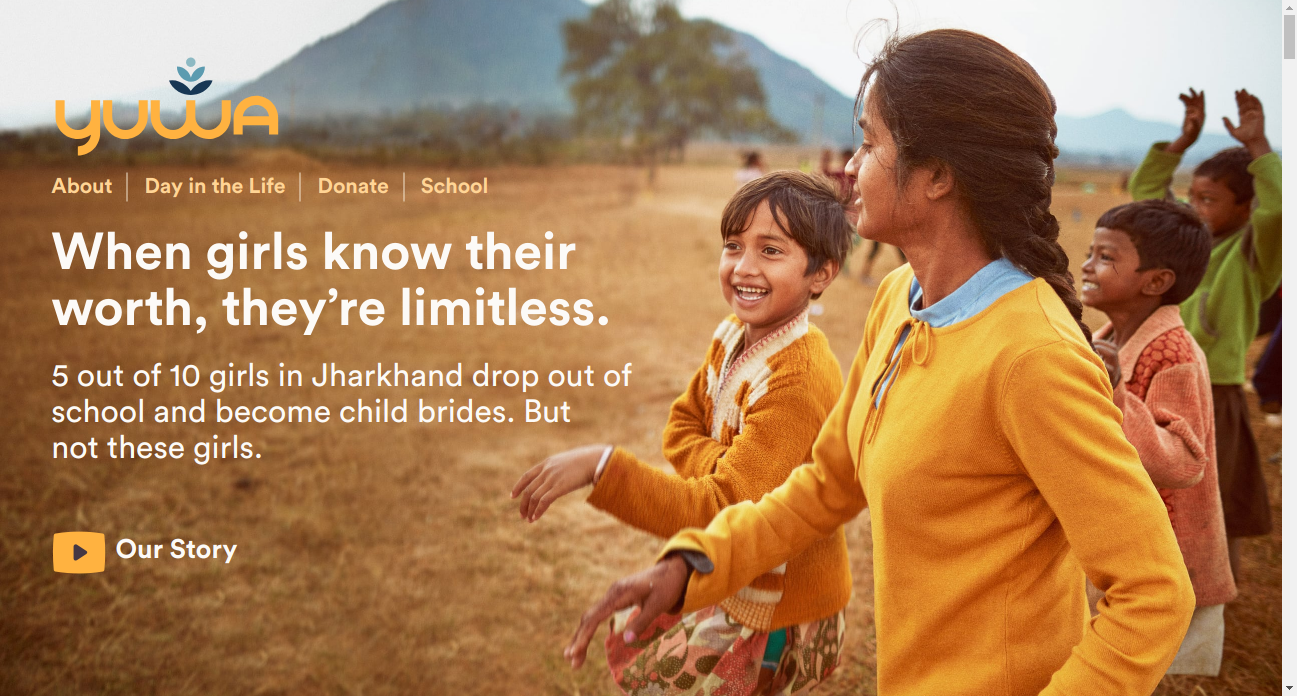 yuwa
About
Day in the Life
Donate
School
When girls know their
worth, they’re limitless.
5 out of 10 girls in Jharkhand drop out of
school and become child brides. But
not these girls.
Our Story